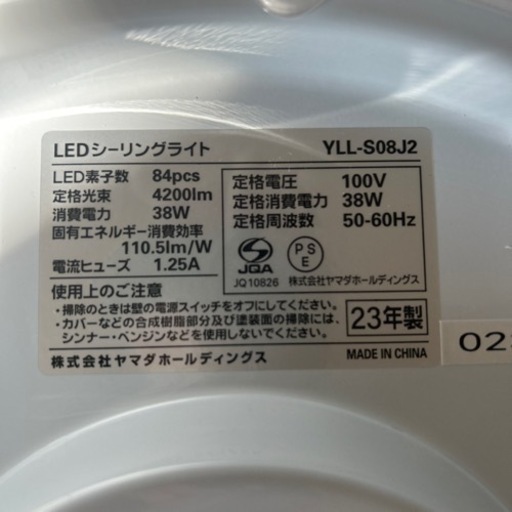 LEDシーリングライト YLL-S08J2
LED素子数 84pcs
定格光束 4200lm
消費電力 38W
固有エネルギー消費効率
110.5lm/W
電流ヒューズ 1.25A
定格電圧 100V
定格消費電力 38W
定格周波数 50-60Hz
JQA
JQ10826
PSE
株式会社ヤマダホールディングス
使用上のご注意
・掃除のときは壁の電源スイッチをオフにしてください。
・カバーなどの合成樹脂部分及び塗装面の掃除には、
シンナー・ベンジンなどを使用しないでください。
23年製
株式会社ヤマダホールディングス MADE IN CHINA